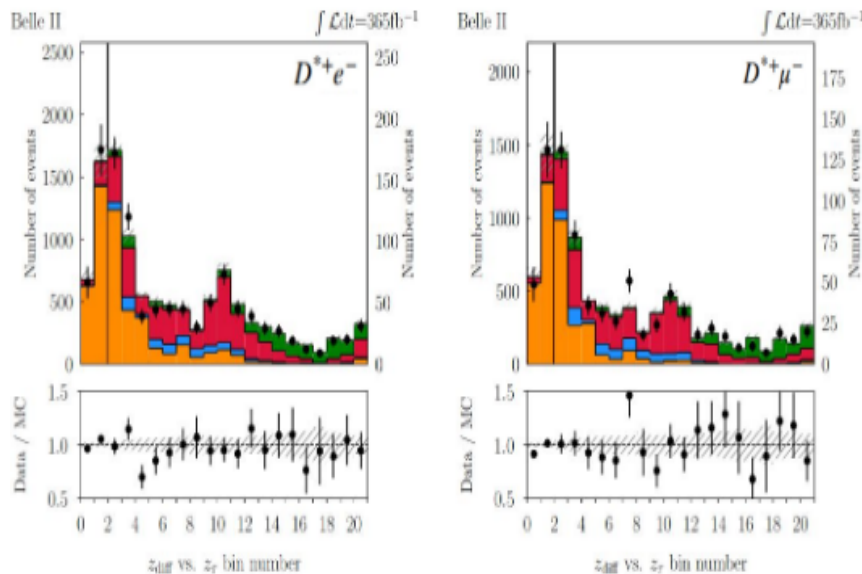 Belle II ∫ℒdt=365fb⁻¹
D*⁺e⁻
Number of events
2500
2000
1500
1000
500
0
250
200
150
100
50
0
Number of events
Data / MC
1.5
1.0
0.5
0 2 4 6 8 10 12 14 16 18 20
z_diff vs. z_r bin number
Belle II ∫ℒdt=365fb⁻¹
D*⁺μ⁻
Number of events
2000
1500
1000
500
0
175
150
125
100
75
50
25
0
Number of events
Data / MC
1.5
1.0
0.5
0 2 4 6 8 10 12 14 16 18 20
z_diff vs. z_r bin number